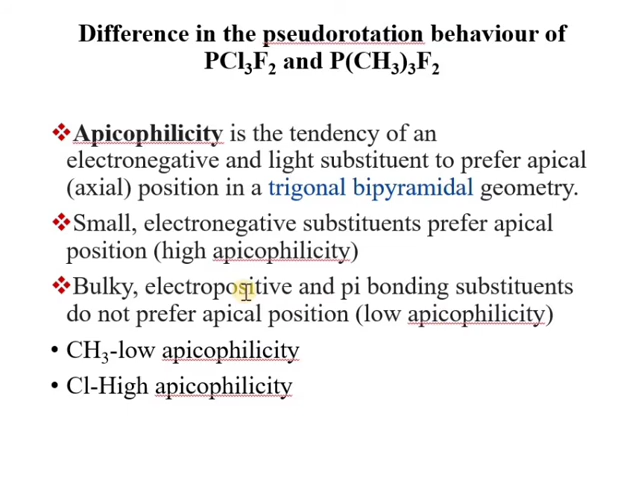 Difference in the pseudorotation behaviour of
PCl₃F₂ and P(CH₃)₃F₂
❖Apicophilicity is the tendency of an
electronegative and light substituent to prefer apical
(axial) position in a trigonal bipyramidal geometry.
❖Small, electronegative substituents prefer apical
position (high apicophilicity)
❖Bulky, electropositive and pi bonding substituents
do not prefer apical position (low apicophilicity)
• CH₃-low apicophilicity
• Cl-High apicophilicity